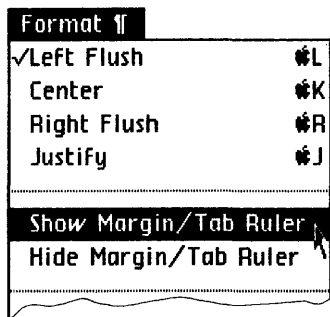 Format ¶
✓Left Flush L
Center K
Right Flush R
Justify J
Show Margin/Tab Ruler
Hide Margin/Tab Ruler